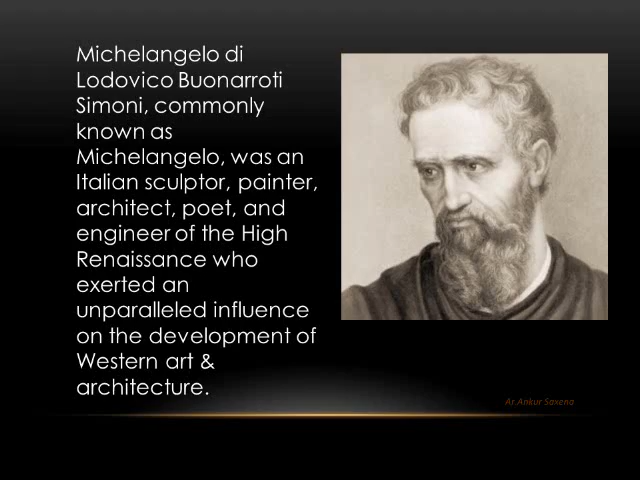 Michelangelo di
Lodovico Buonarroti
Simoni, commonly
known as
Michelangelo, was an
Italian sculptor, painter,
architect, poet, and
engineer of the High
Renaissance who
exerted an
unparalleled influence
on the development of
Western art &
architecture.
Ar.Ankur Saxena